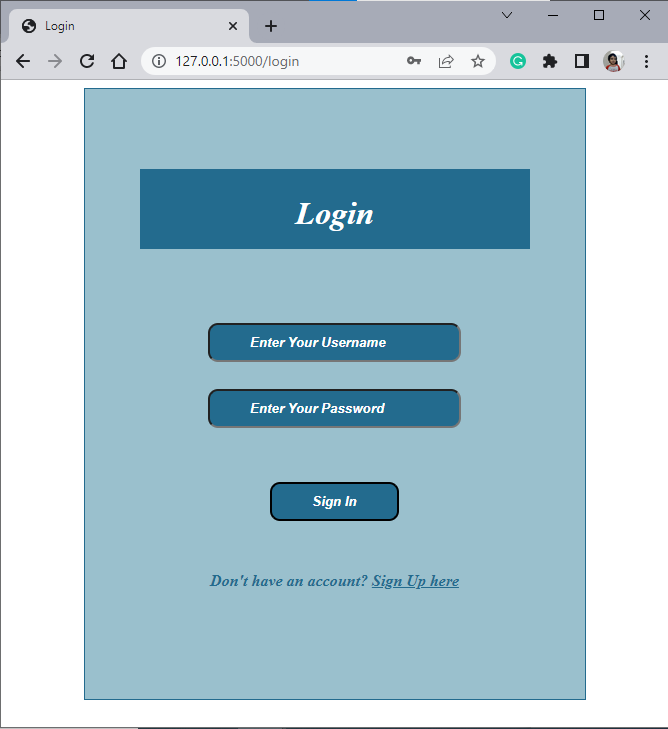 Login
127.0.0.1:5000/login
Login
Enter Your Username
Enter Your Password
Sign In
Don't have an account? Sign Up here